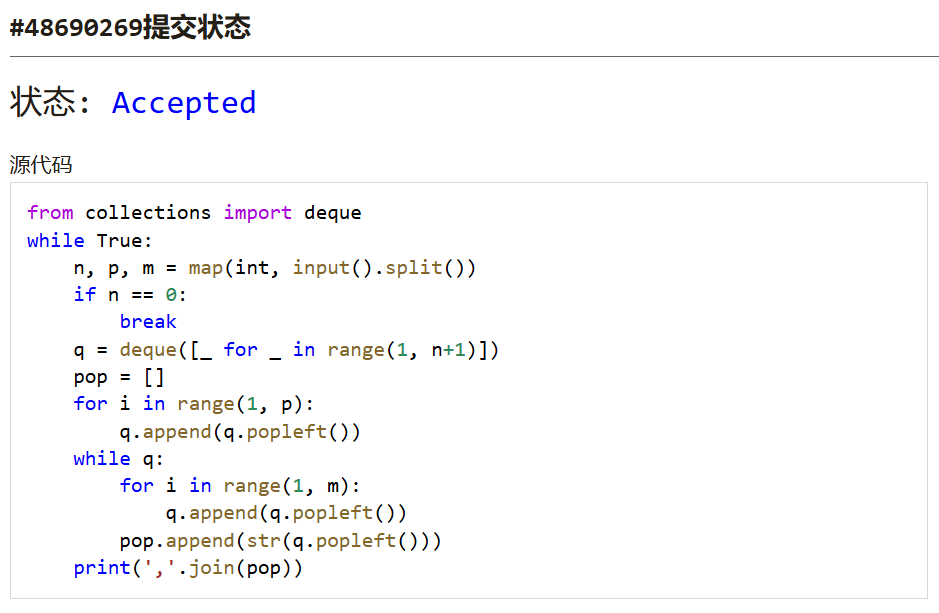 #48690269提交状态
状态: Accepted
源代码
from collections import deque
while True:
    n, p, m = map(int, input().split())
    if n == 0:
        break
    q = deque([_ for _ in range(1, n+1)])
    pop = []
    for i in range(1, p):
        q.append(q.popleft())
    while q:
        for i in range(1, m):
            q.append(q.popleft())
        pop.append(str(q.popleft()))
    print(','.join(pop))